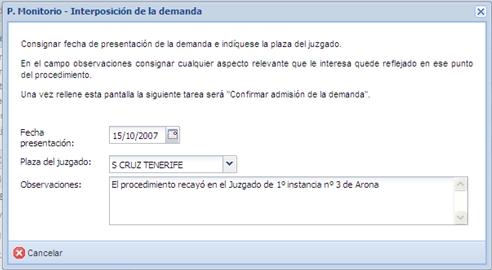 P. Monitorio - Interposición de la demanda
Consignar fecha de presentación de la demanda e indíquese la plaza del juzgado.
En el campo observaciones consignar cualquier aspecto relevante que le interesa quede reflejado en ese punto
del procedimiento.
Una vez rellene esta pantalla la siguiente tarea será "Confirmar admisión de la demanda".
Fecha
presentación:
15/10/2007
Plaza del juzgado:
S CRUZ TENERIFE
Observaciones:
El procedimiento recayó en el Juzgado de 1º instancia nº 3 de Arona
Cancelar